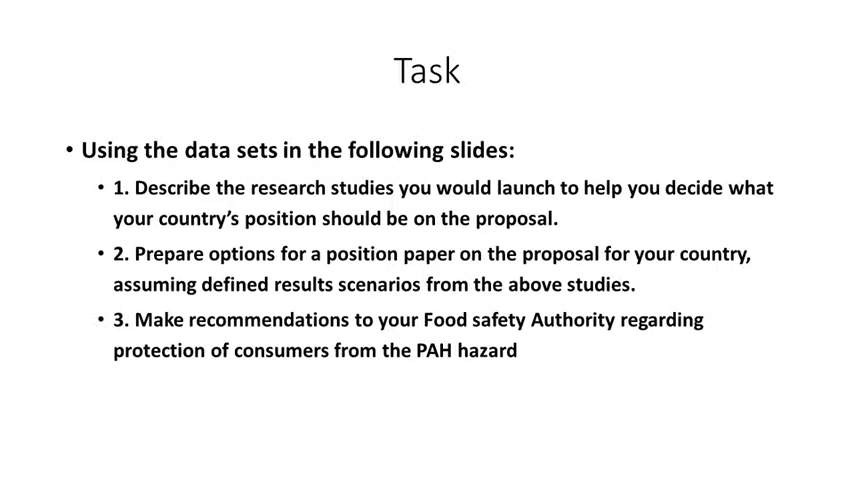 Task
• Using the data sets in the following slides:
• 1. Describe the research studies you would launch to help you decide what
your country’s position should be on the proposal.
• 2. Prepare options for a position paper on the proposal for your country,
assuming defined results scenarios from the above studies.
• 3. Make recommendations to your Food safety Authority regarding
protection of consumers from the PAH hazard